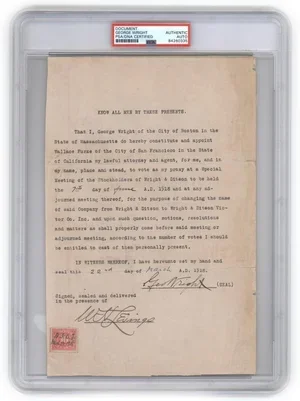 DOCUMENT
GEORGE WRIGHT
PSA/DNA CERTIFIED
AUTHENTIC
AUTO
KNOW ALL MEN BY THESE PRESENTS.
That I, George Wright of the City of Boston in the
State of Massachusetts do hereby constitute and appoint
Wallace of the City of San Francisco in the State
of California my lawful attorney and agent, for me, and in
my name, place and stead, to vote as my proxy at a Special
Meeting of the Stockholders of Wright & Ditson to be held
the 7th day of A.D. 1918 and at any ad-
journed meeting thereof, for the purpose of changing the name
of said Company from Wright & Ditson to Wright & Ditson Vic-
tor Co. Inc. and upon such question, motions, resolutions
and matters as shall properly come before said meeting or
adjourned meeting, according to the number of votes I should
be entitled to cast if then personally present.
IN WITNESS WHEREOF, I have hereunto set my hand and
seal this 22nd day of March A.D. 1918.
Geo Wright (SEAL)
Signed, sealed and delivered
in the presence of